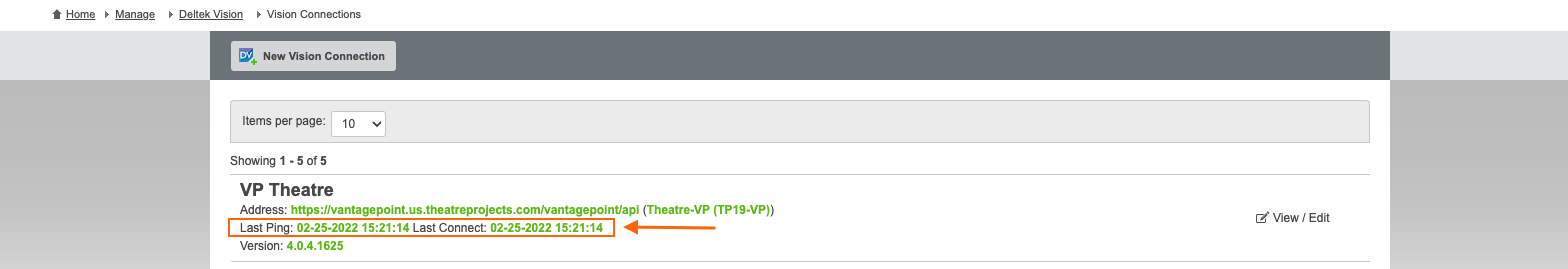 Home Manage Deltek Vision Vision Connections
DV New Vision Connection
Items per page: 10
Showing 1 - 5 of 5
VP Theatre
Address: https://vantagepoint.us.theatreprojects.com/vantagepoint/api (Theatre-VP (TP19-VP))
View / Edit
Last Ping: 02-25-2022 15:21:14 Last Connect: 02-25-2022 15:21:14
Version: 4.0.4.1625